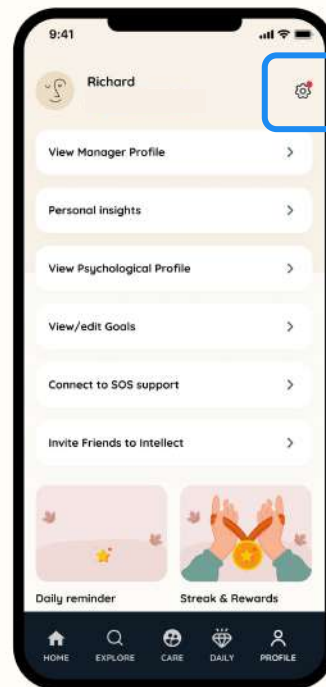 9:41
Richard
View Manager Profile
Personal insights
View Psychological Profile
View/edit Goals
Connect to SOS support
Invite Friends to Intellect
Daily reminder
Streak & Rewards
HOME
EXPLORE
CARE
DAILY
PROFILE